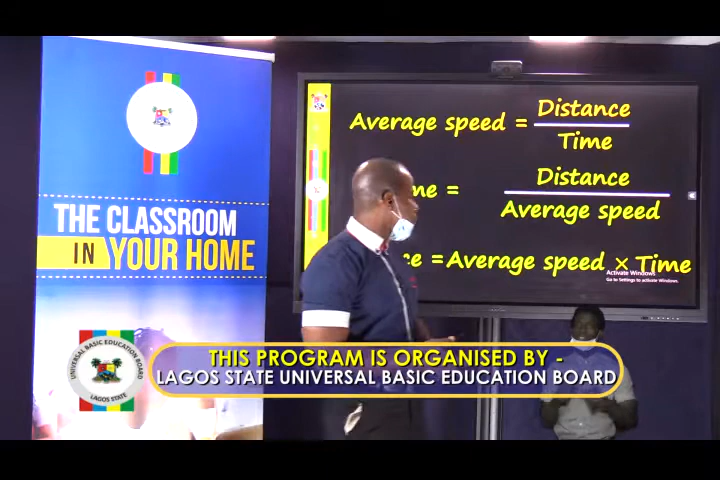 Average speed = Distance
Time
me = Distance
Average speed
ce = Average speed × Time
Activate Windows
Go to Settings to activate Windows.
THE CLASSROOM
IN YOUR HOME
UNIVERSAL BASIC EDUCATION BOARD
LAGOS STATE
THIS PROGRAM IS ORGANISED BY -
LAGOS STATE UNIVERSAL BASIC EDUCATION BOARD